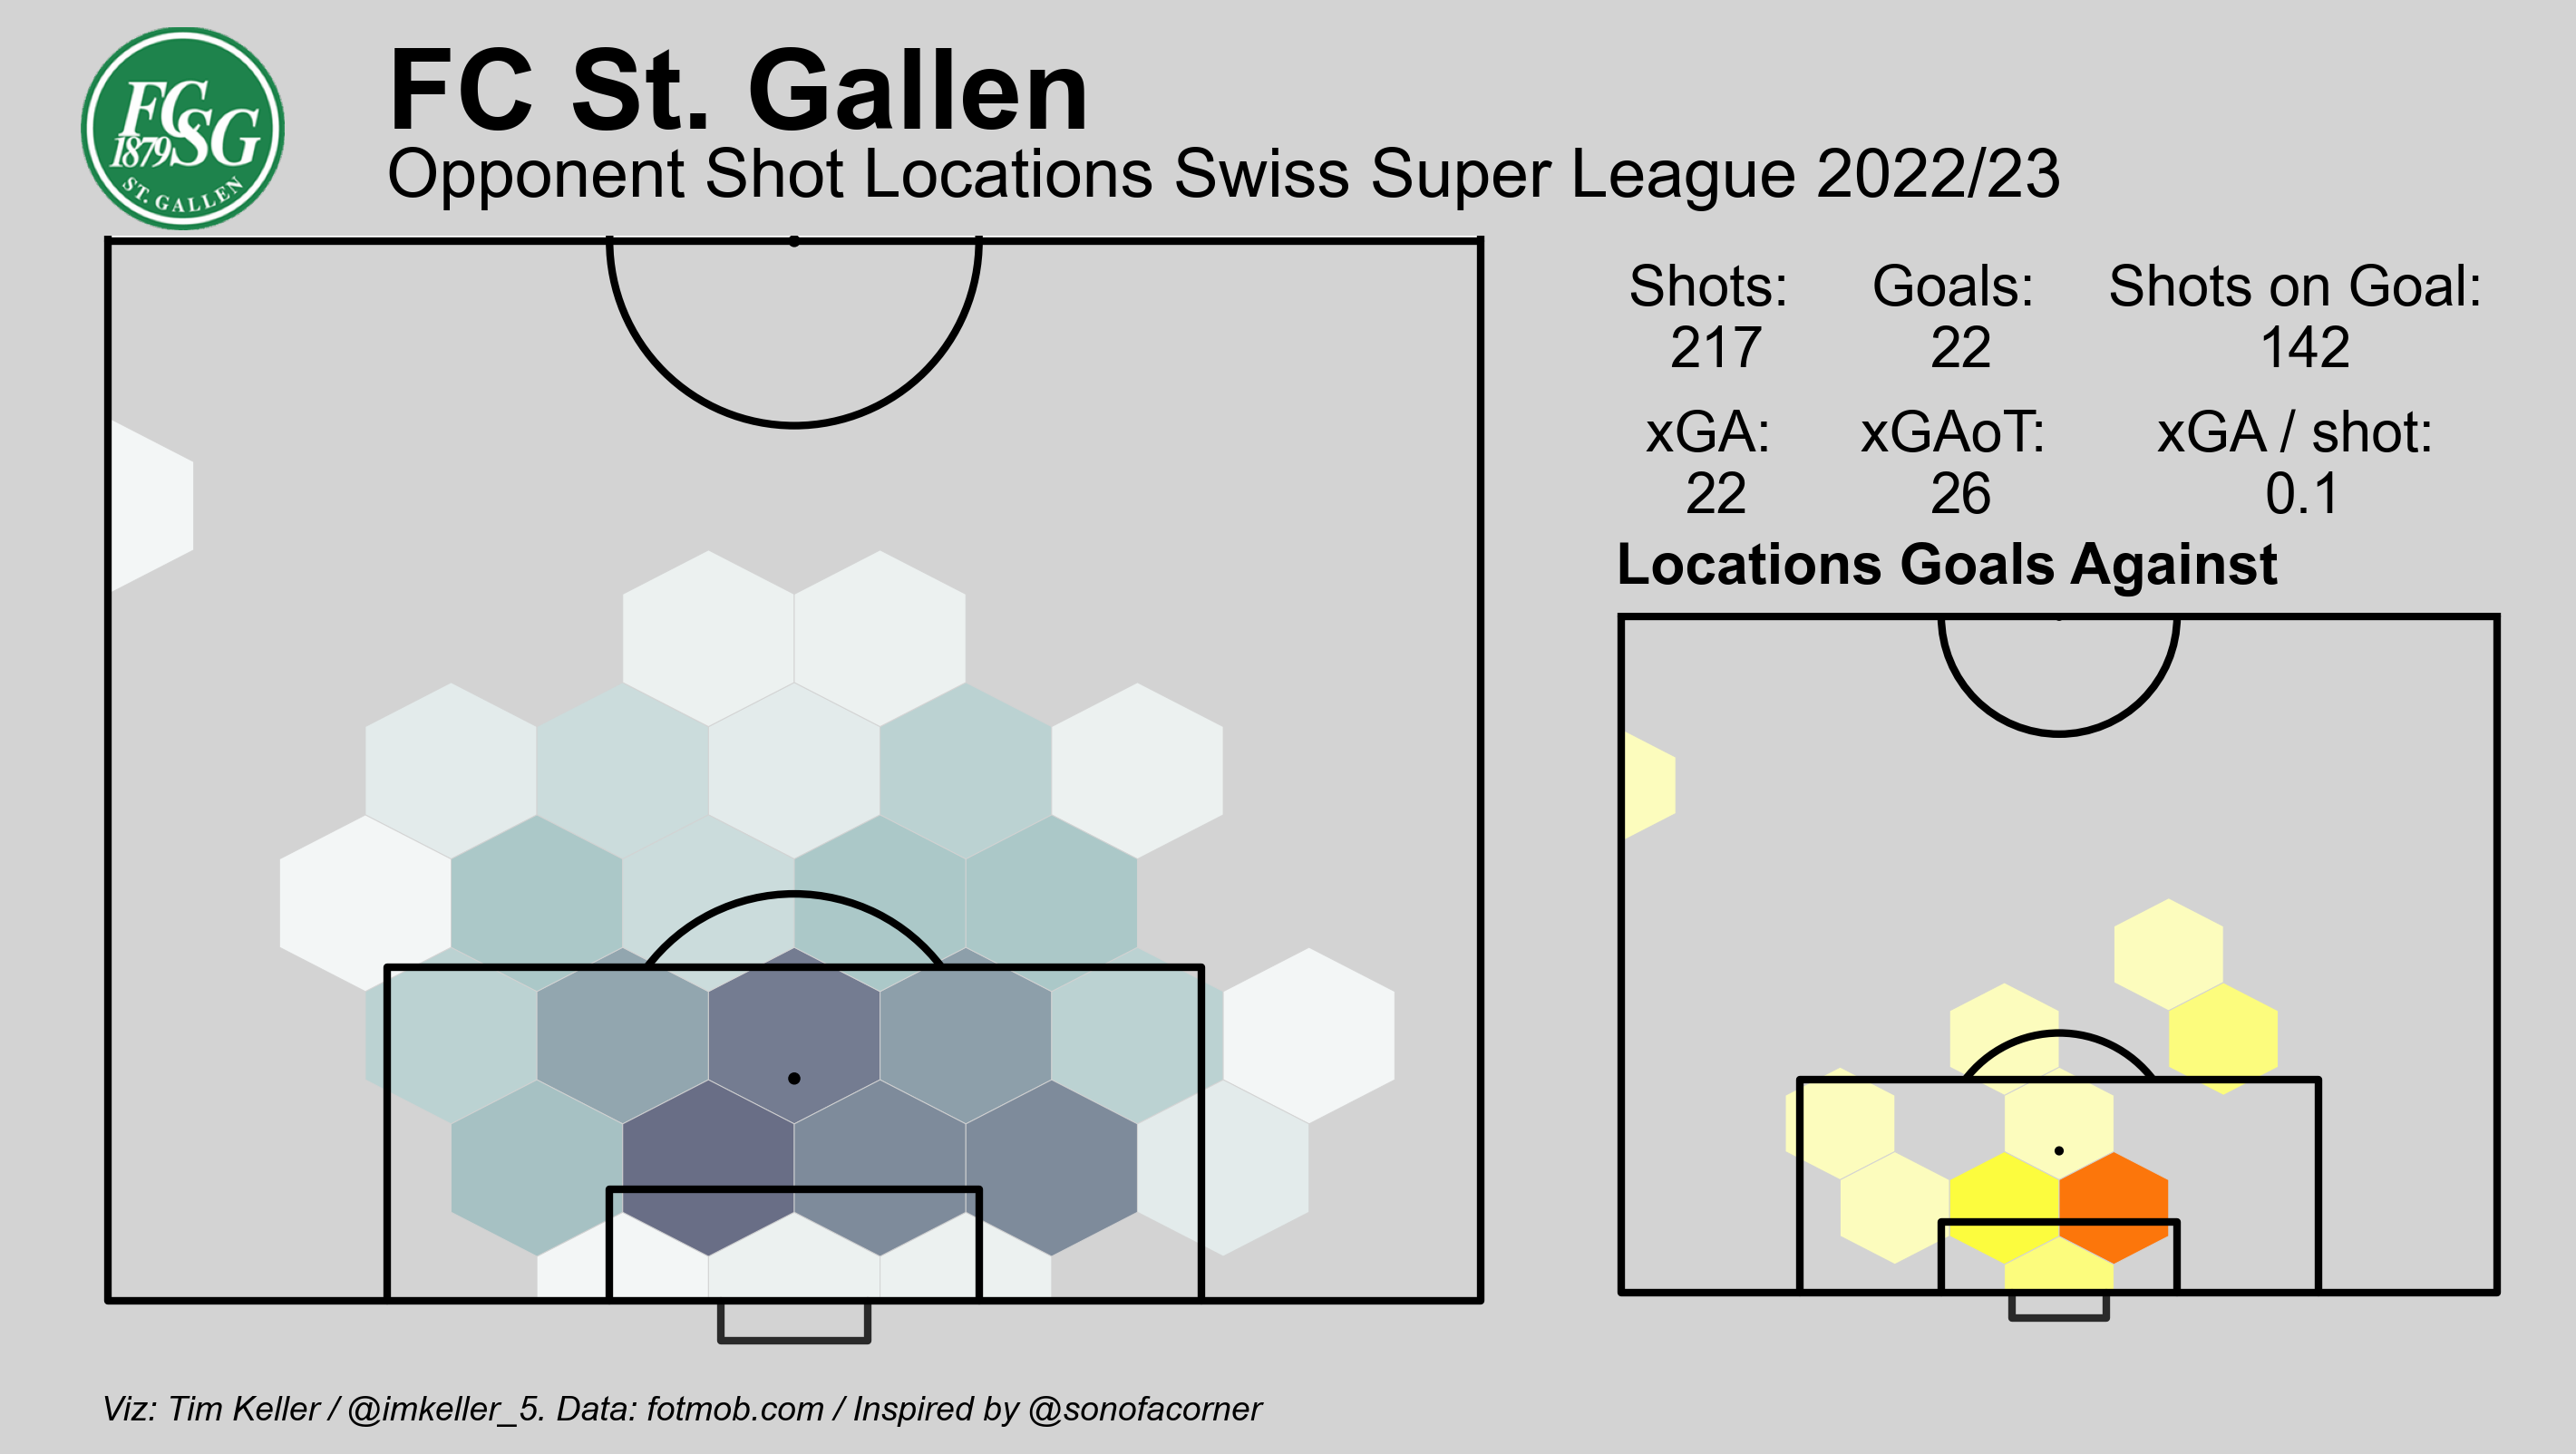 FCSG
1879
ST. GALLEN
FC St. Gallen
Opponent Shot Locations Swiss Super League 2022/23
Shots: Goals: Shots on Goal:
217 22 142
xGA: xGAoT: xGA / shot:
22 26 0.1
Locations Goals Against
Viz: Tim Keller / @imkeller_5. Data: fotmob.com / Inspired by @sonofacorner